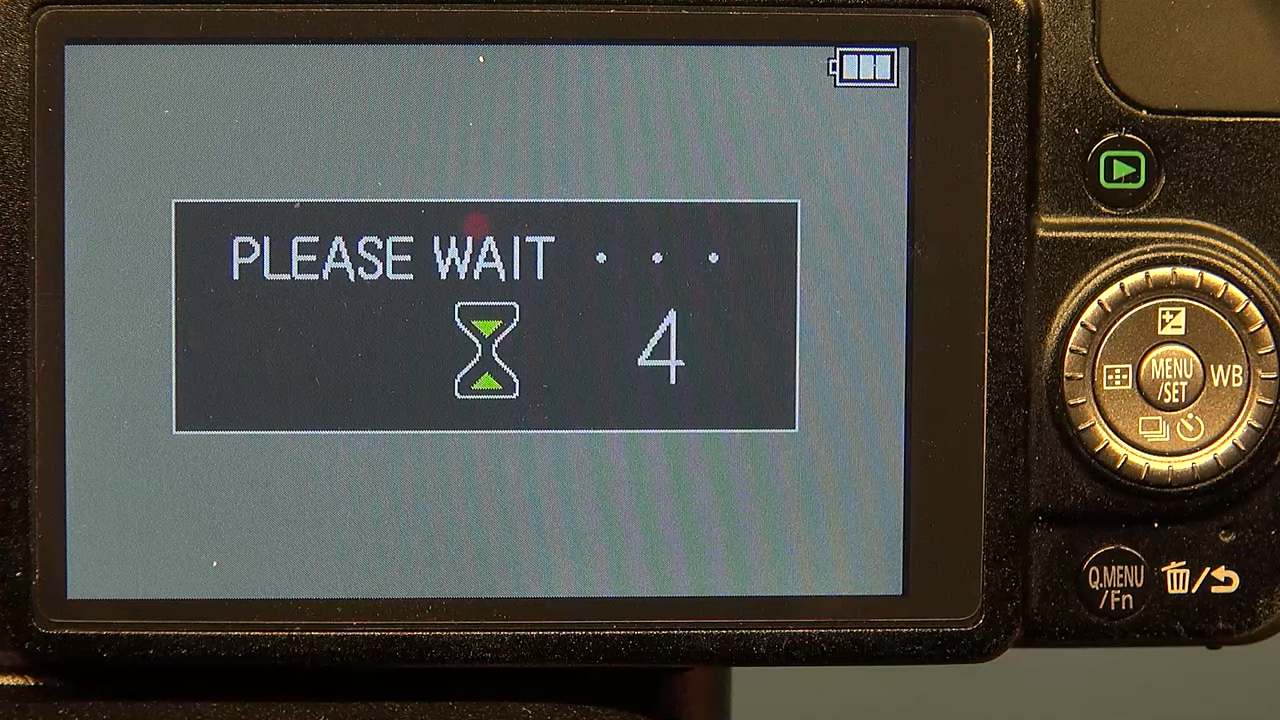 PLEASE WAIT . . .
4
MENU
/SET
WB
Q.MENU
/Fn
/